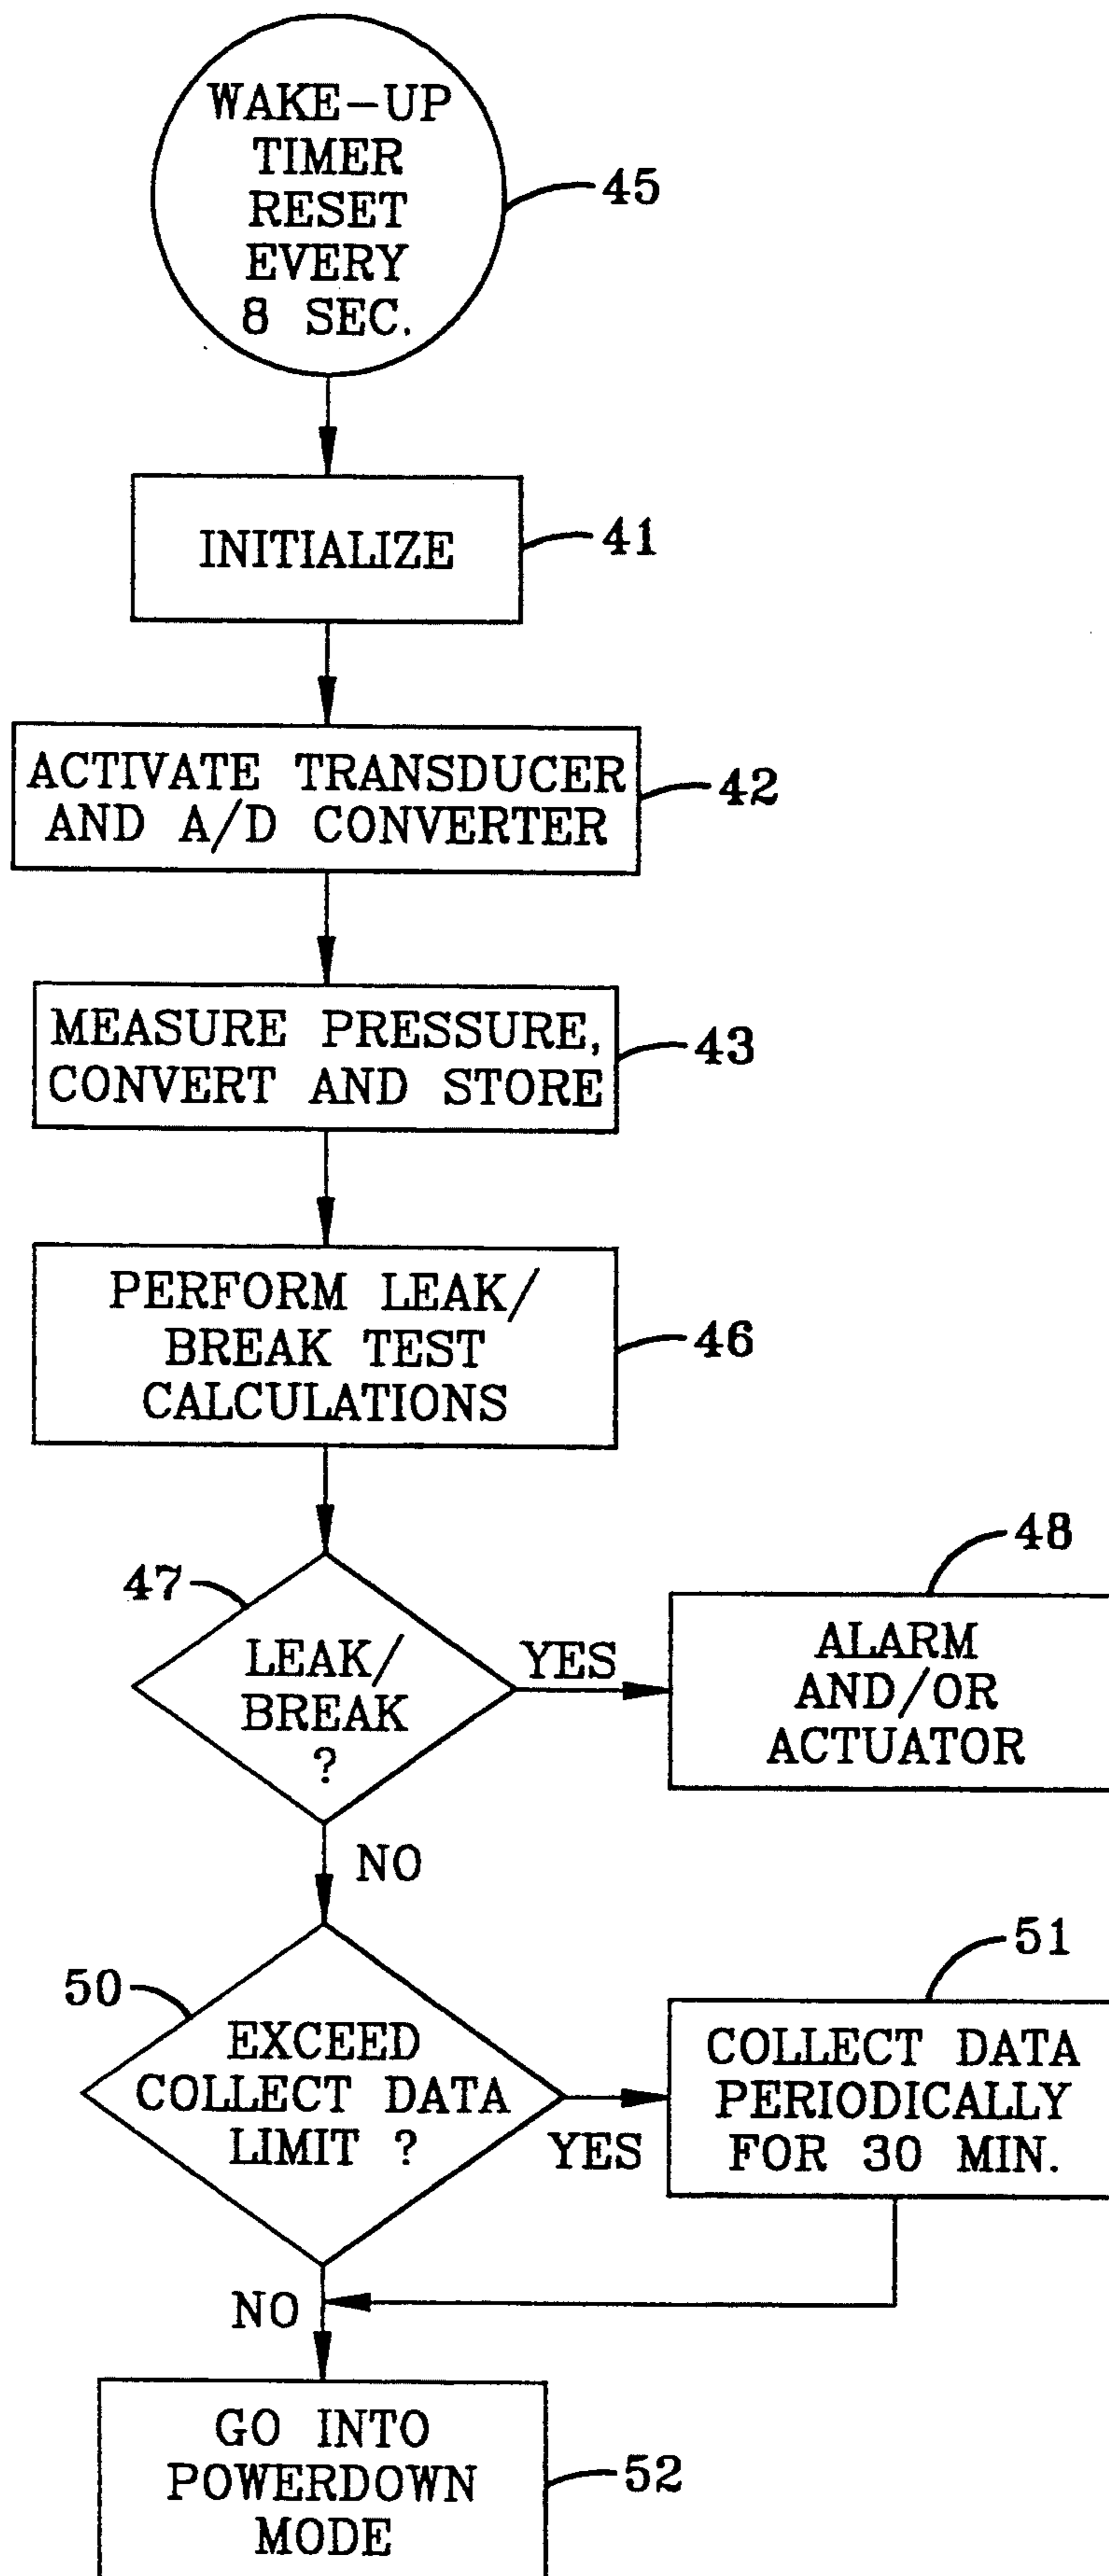 WAKE-UP
TIMER
RESET
EVERY
8 SEC.
45
INITIALIZE
41
ACTIVATE TRANSDUCER
AND A/D CONVERTER
42
MEASURE PRESSURE,
CONVERT AND STORE
43
PERFORM LEAK/
BREAK TEST
CALCULATIONS
46
47
LEAK/
BREAK
?
YES
48
ALARM
AND/OR
ACTUATOR
NO
50
EXCEED
COLLECT DATA
LIMIT ?
YES
51
COLLECT DATA
PERIODICALLY
FOR 30 MIN.
NO
GO INTO
POWERDOWN
MODE
52